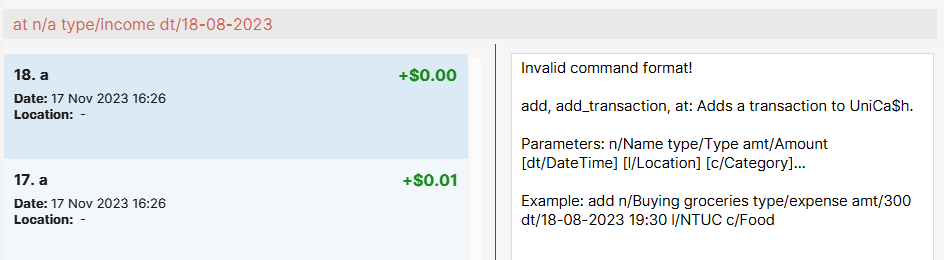 at n/a type/income dt/18-08-2023
18. a
+$0.00
Date: 17 Nov 2023 16:26
Location: -
17. a
+$0.01
Date: 17 Nov 2023 16:26
Location: -
Invalid command format!
add, add_transaction, at: Adds a transaction to UniCa$h.
Parameters: n/Name type/Type amt/Amount
[dt/DateTime] [l/Location] [c/Category]...
Example: add n/Buying groceries type/expense amt/300
dt/18-08-2023 19:30 l/NTUC c/Food